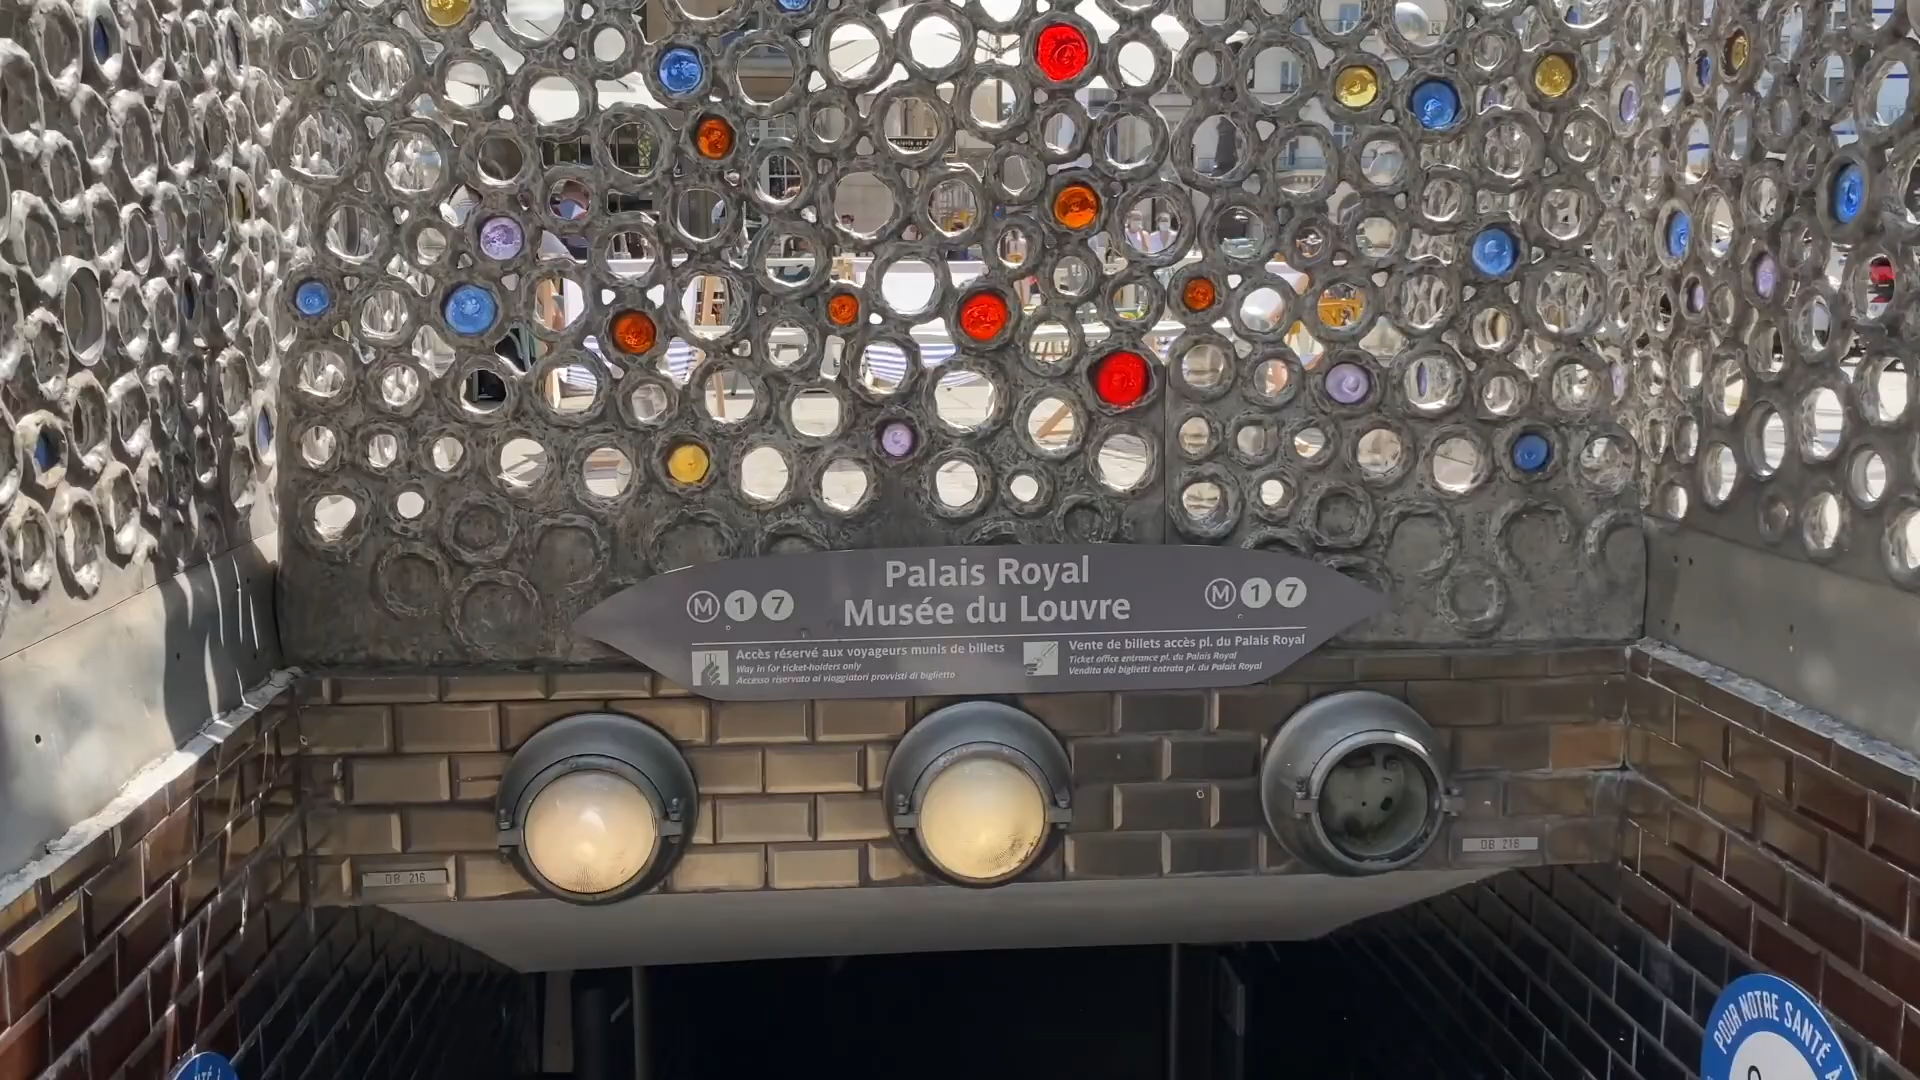 Palais Royal
Musée du Louvre
M 1 7
M 1 7
Accès réservé aux voyageurs munis de billets
Way in for ticket-holders only
Accesso riservato ai viaggiatori provvisti di biglietto
Vente de billets accès pl. du Palais Royal
Ticket office entrance pl. du Palais Royal
Vendita dei biglietti entrata pl. du Palais Royal
DB 216
DB 216
POUR NOTRE SANTÉ À